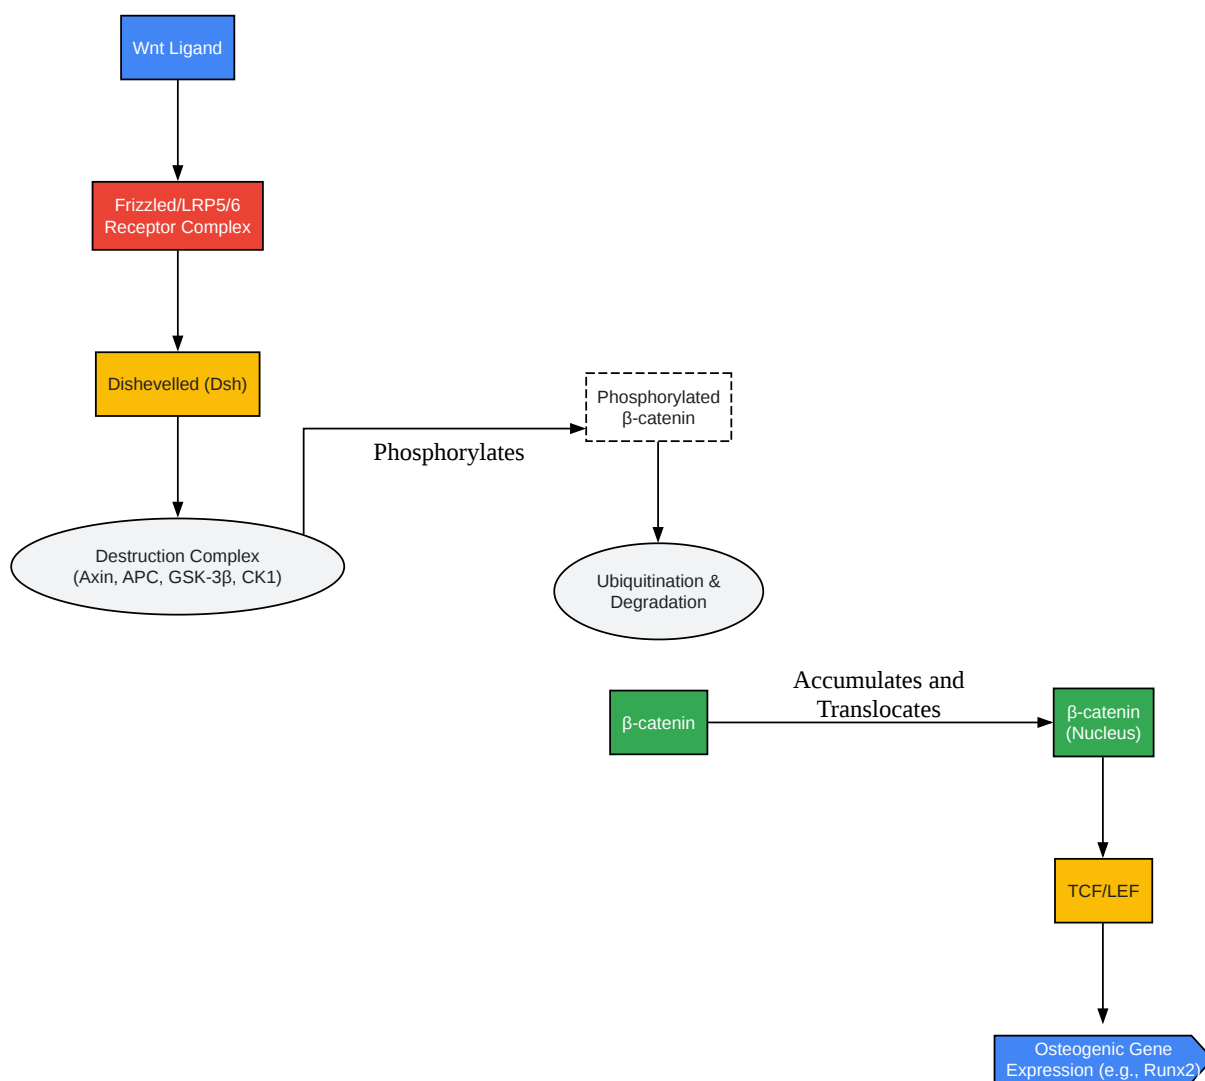 Wnt Ligand
Frizzled/LRP5/6
Receptor Complex
Dishevelled (Dsh)
Phosphorylated
β-catenin
Phosphorylates
Destruction Complex
(Axin, APC, GSK-3β, CK1)
Ubiquitination &
Degradation
Accumulates and
Translocates
β-catenin
β-catenin
(Nucleus)
TCF/LEF
Osteogenic Gene
Expression (e.g., Runx2)